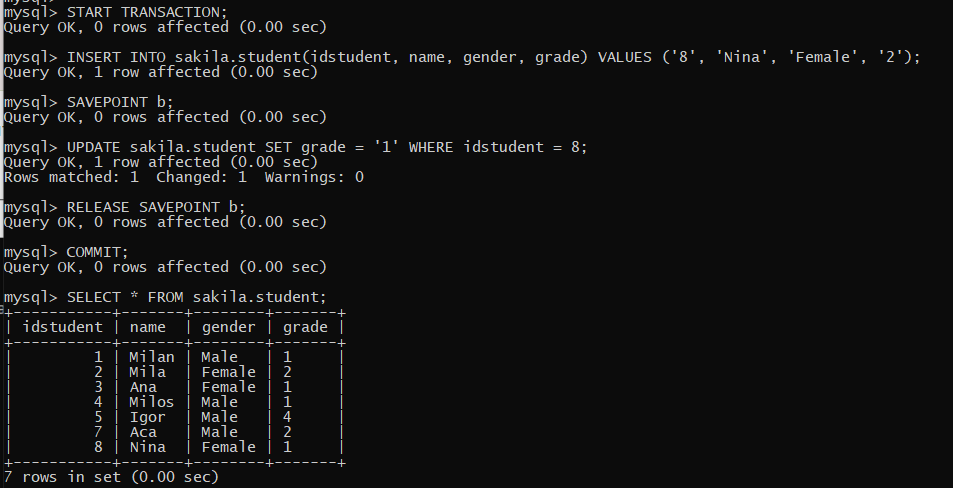 mysql> START TRANSACTION;
Query OK, 0 rows affected (0.00 sec)
mysql> INSERT INTO sakila.student(idstudent, name, gender, grade) VALUES ('8', 'Nina', 'Female', '2');
Query OK, 1 row affected (0.00 sec)
mysql> SAVEPOINT b;
Query OK, 0 rows affected (0.00 sec)
mysql> UPDATE sakila.student SET grade = '1' WHERE idstudent = 8;
Query OK, 1 row affected (0.00 sec)
Rows matched: 1  Changed: 1  Warnings: 0
mysql> RELEASE SAVEPOINT b;
Query OK, 0 rows affected (0.00 sec)
mysql> COMMIT;
Query OK, 0 rows affected (0.00 sec)
mysql> SELECT * FROM sakila.student;
+-----------+-------+--------+-------+
| idstudent | name  | gender | grade |
+-----------+-------+--------+-------+
|         1 | Milan | Male   | 1     |
|         2 | Mila  | Female | 2     |
|         3 | Ana   | Female | 1     |
|         4 | Milos | Male   | 1     |
|         5 | Igor  | Male   | 4     |
|         7 | Aca   | Male   | 2     |
|         8 | Nina  | Female | 1     |
+-----------+-------+--------+-------+
7 rows in set (0.00 sec)